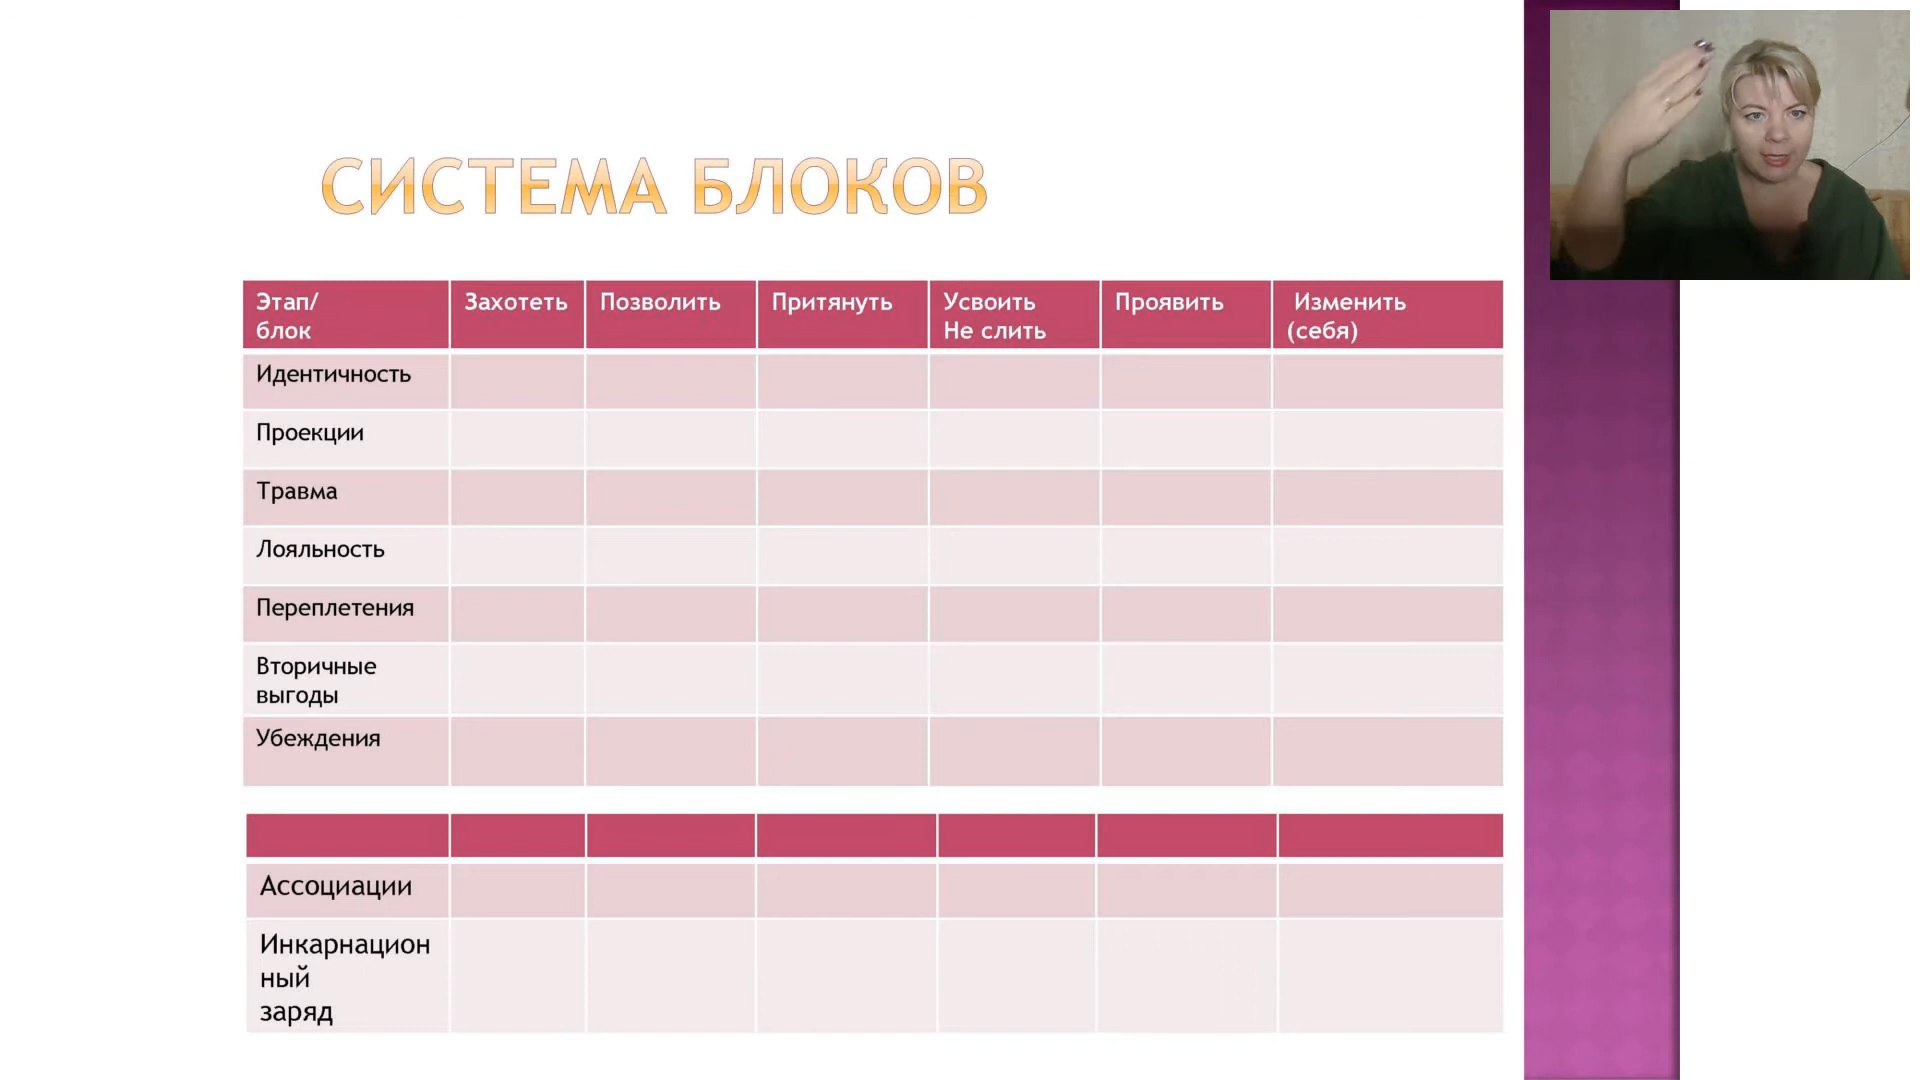 СИСТЕМА БЛОКОВ
Этап/ Захотеть Позволить Притянуть Усвоить Проявить Изменить
блок Не слить (себя)
Идентичность
Проекции
Травма
Лояльность
Переплетения
Вторичные
выгоды
Убеждения
Ассоциации
Инкарнацион
ный
заряд